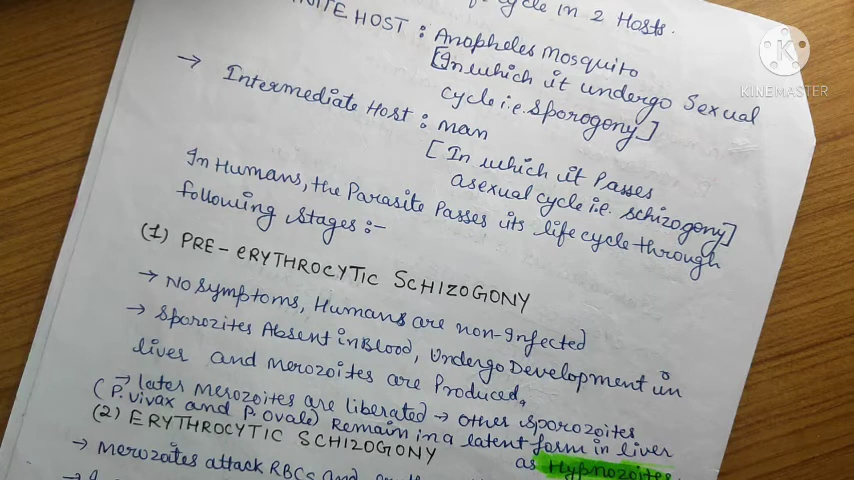 cycle in 2 Hosts.
HOST : Anopheles Mosquito
[In which it undergo Sexual
cycle i.e. Sporogony]
→ Intermediate Host : man
[In which it Passes
asexual cycle i.e. schizogony]
In Humans, the Parasite Passes its life cycle through
following stages :-
(1) PRE-eRYTHROCYTIC SCHIZOGONY
→ No symptoms, Humans are non-Infected
→ Sporozites Absent in Blood, Undergo Development in
liver and merozoites are Produced,
→ later merozoites are liberated → other sporozoites
(P. vivax and P. ovale) Remain in a latent form in liver
as Hypnozoites.
(2) ERYTHROCYTIC SCHIZOGONY
→ Merozoites attack RBCs and
KINEMASTER